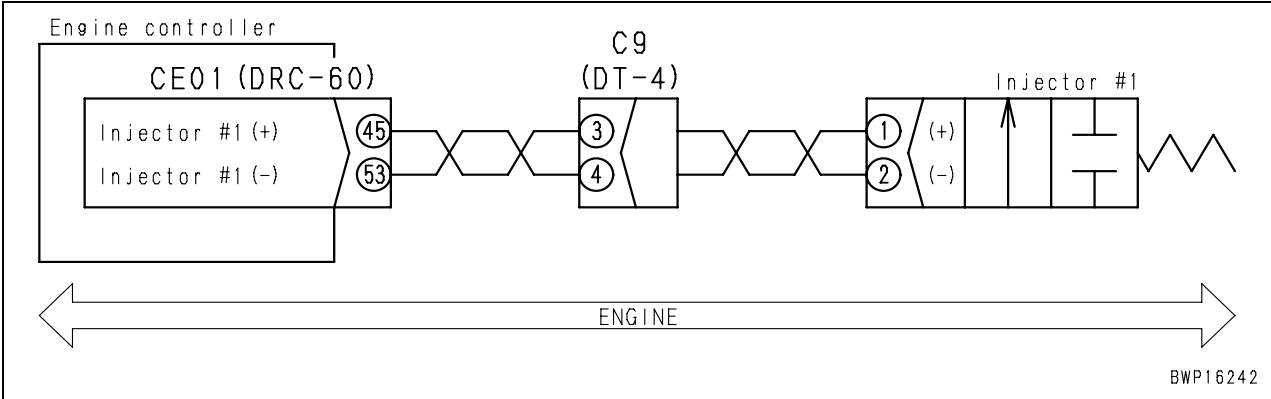 Engine controller
CE01 (DRC-60)
C9
(DT-4)
Injector #1
Injector #1 (+) 45 3 1 (+)
Injector #1 (-) 53 4 2 (-)
ENGINE
BWP16242